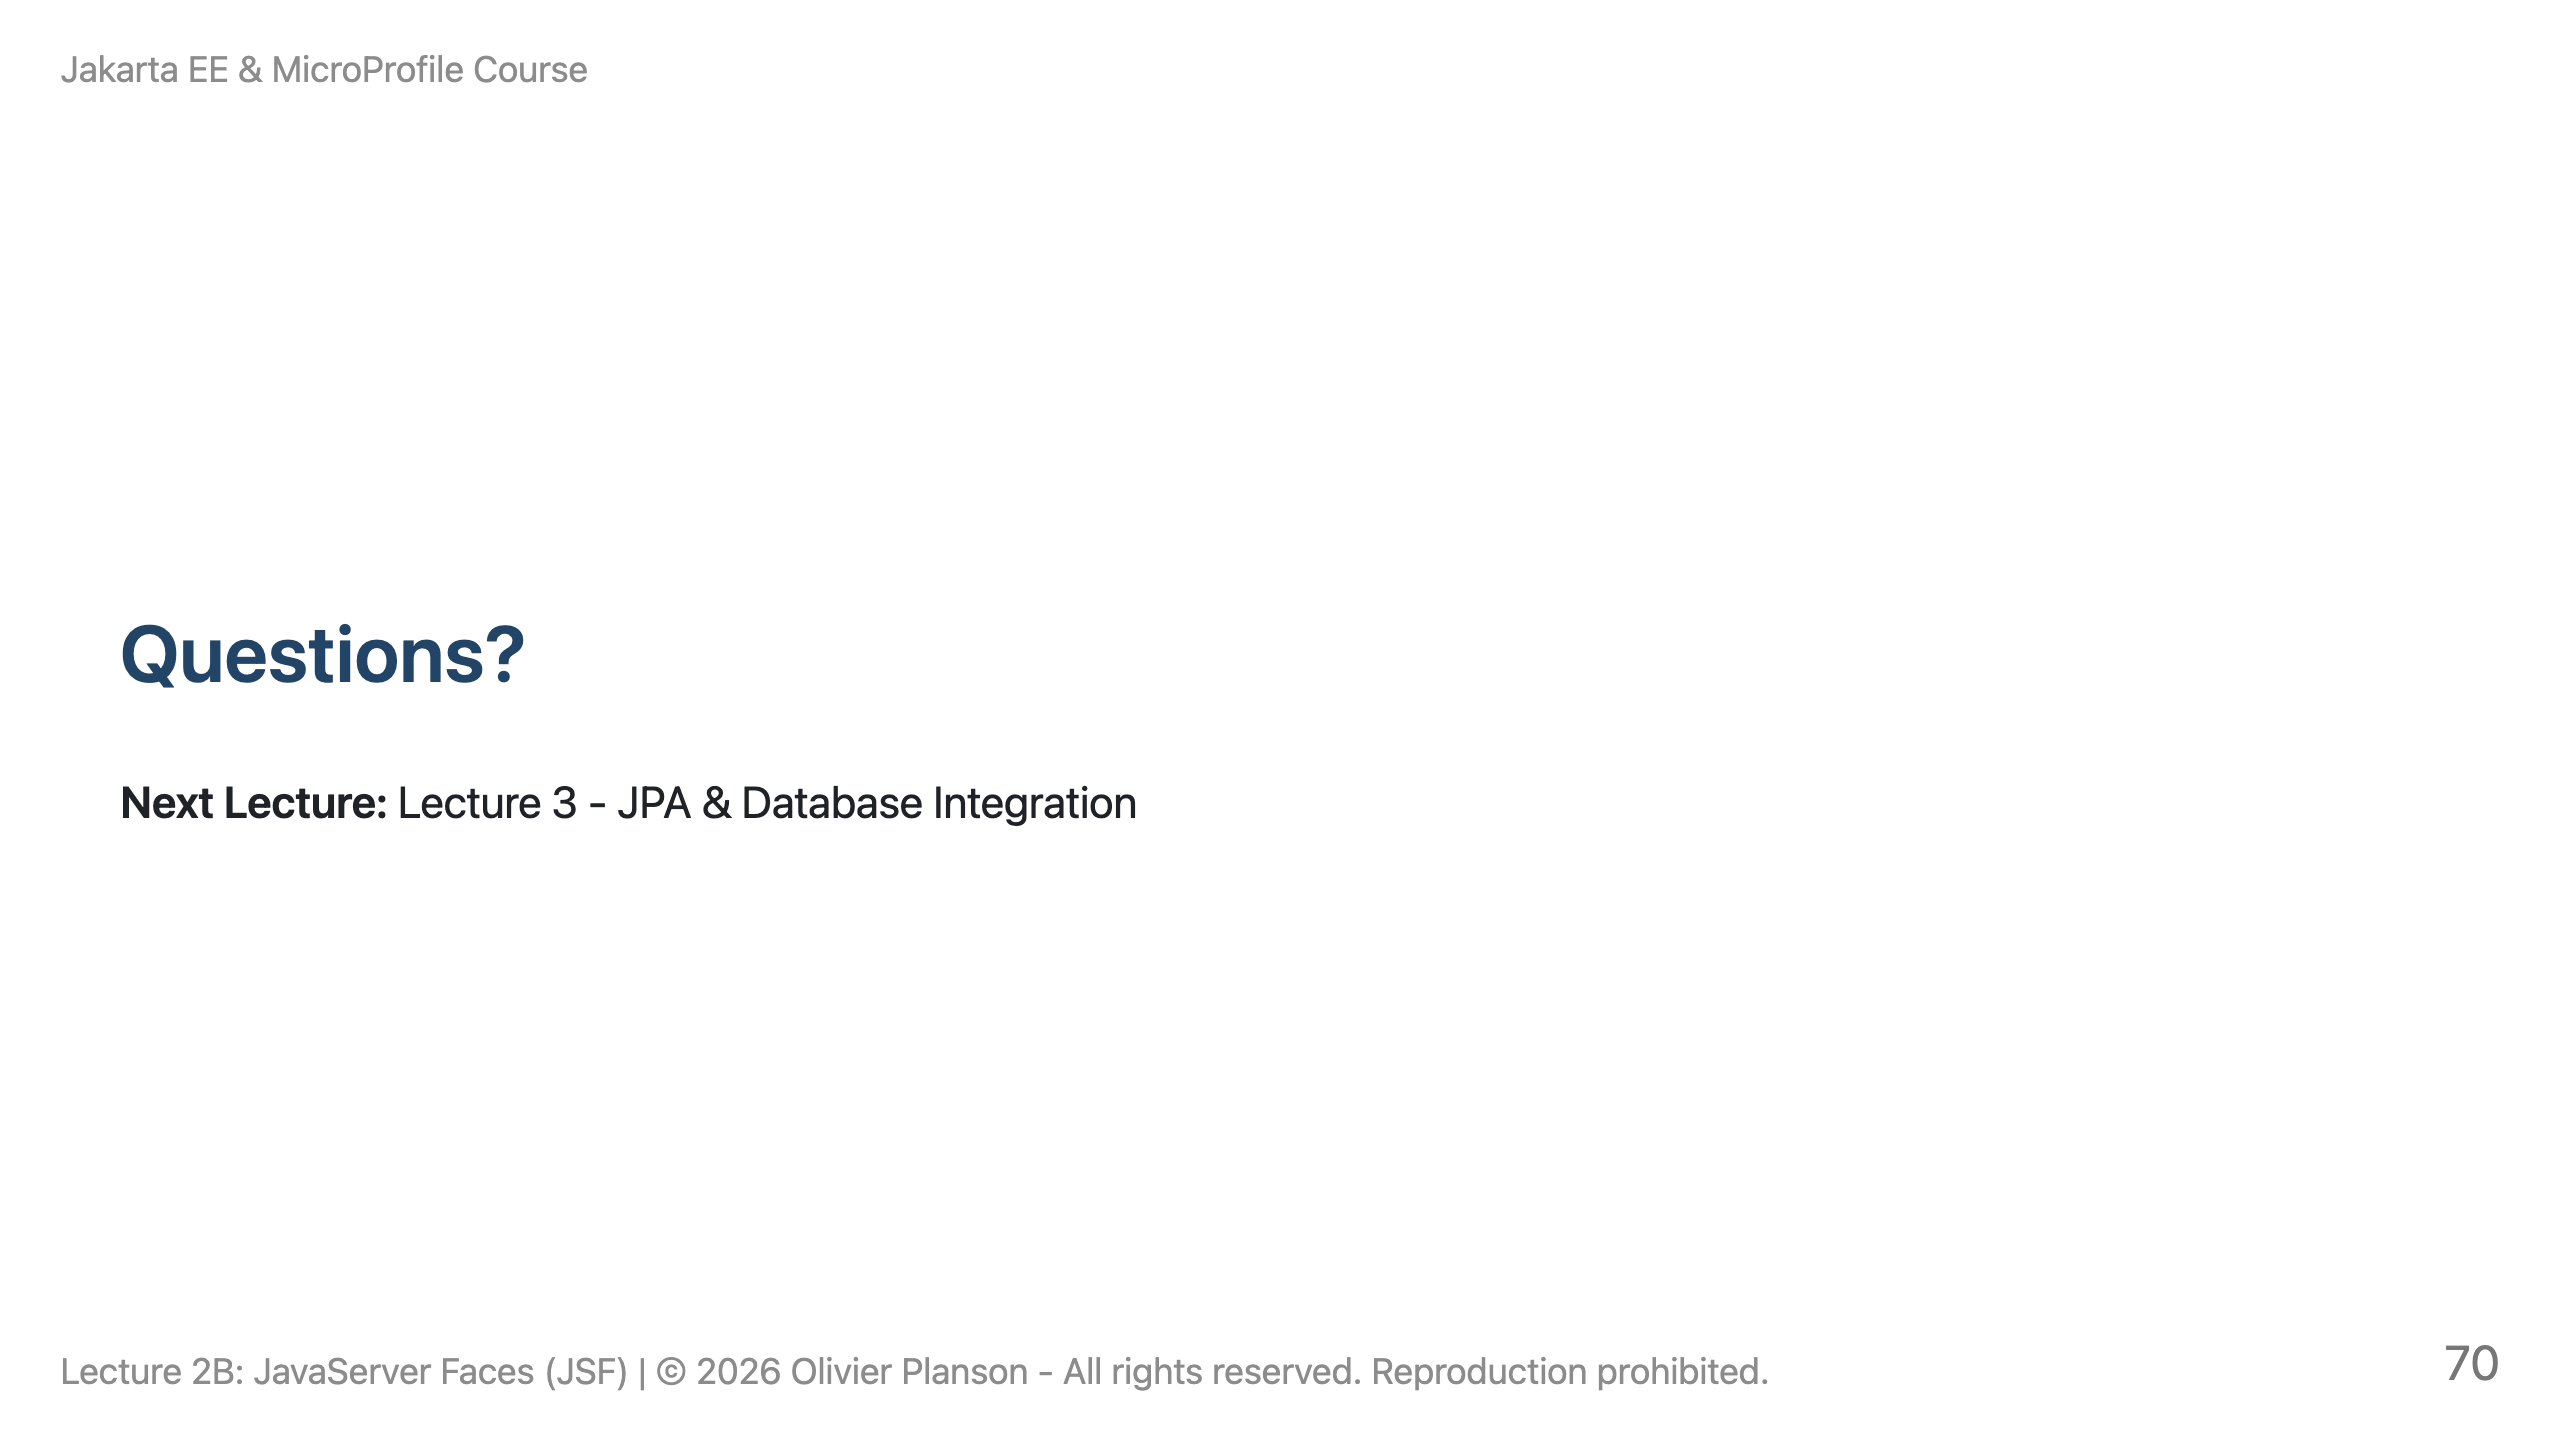 Jakarta EE & MicroProfile Course
Questions?
Next Lecture: Lecture 3 - JPA & Database Integration
Lecture 2B: JavaServer Faces (JSF) | © 2026 Olivier Planson - All rights reserved. Reproduction prohibited.
70